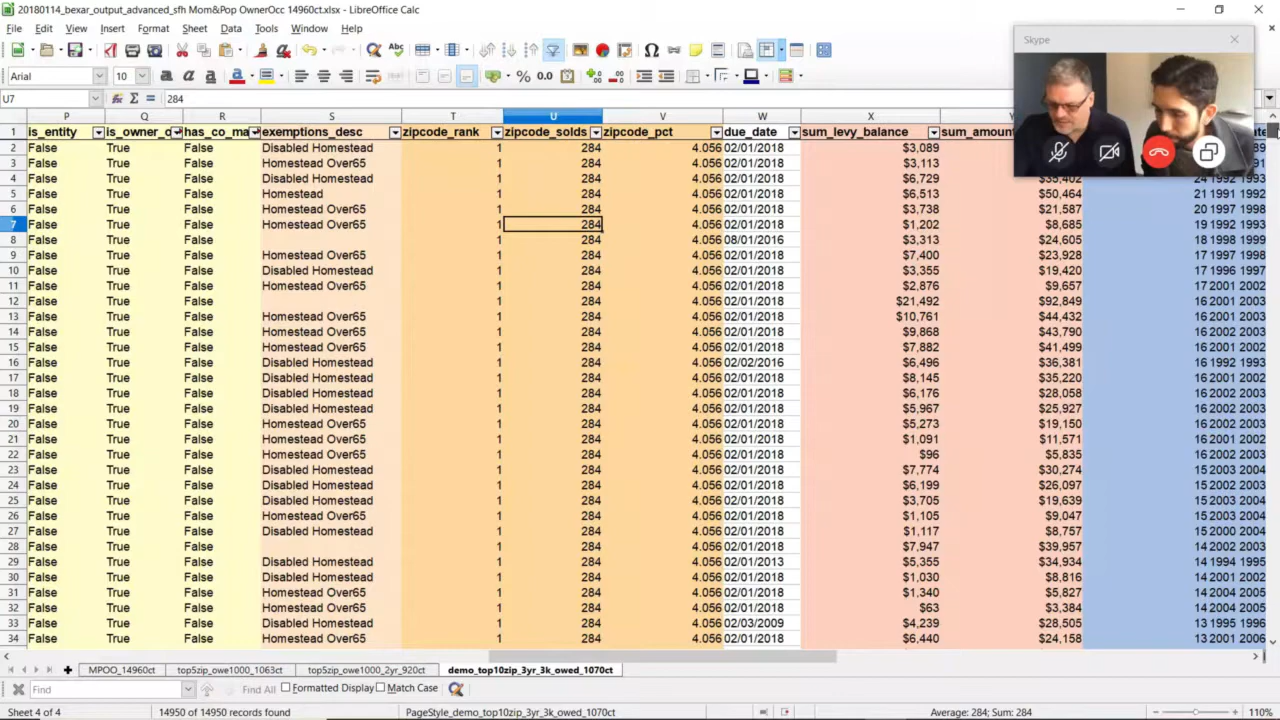 20180114_bexar_output_advanced_sfh Mom&Pop OwnerOcc 14960ct.xlsx - LibreOffice Calc
File Edit View Insert Format Sheet Data Tools Window Help
Skype
Arial 10 0.0
U7 284
P Q R S T U V W X Y
1 is_entity is_owner_o has_co_ma exemptions_desc zipcode_rank zipcode_solds zipcode_pct due_date sum_levy_balance sum_amoun
2 False True False Disabled Homestead 1 284 4.056 02/01/2018 $3,089
3 False True False Homestead Over65 1 284 4.056 02/01/2018 $3,113
4 False True False Disabled Homestead 1 284 4.056 02/01/2018 $6,729 $35,402 24 1992 1993
5 False True False Homestead 1 284 4.056 02/01/2018 $6,513 $50,464 21 1991 1992
6 False True False Homestead Over65 1 284 4.056 02/01/2018 $3,738 $21,587 20 1997 1998
7 False True False Homestead Over65 1 284 4.056 02/01/2018 $1,202 $8,685 19 1992 1993
8 False True False 1 284 4.056 08/01/2016 $3,313 $24,605 18 1998 1999
9 False True False Homestead Over65 1 284 4.056 02/01/2018 $7,400 $23,928 17 1997 1998
10 False True False Disabled Homestead 1 284 4.056 02/01/2018 $3,355 $19,420 17 1996 1997
11 False True False Homestead Over65 1 284 4.056 02/01/2018 $2,876 $9,657 17 2001 2002
12 False True False 1 284 4.056 02/01/2018 $21,492 $92,849 16 2001 2003
13 False True False Homestead Over65 1 284 4.056 02/01/2018 $10,761 $44,432 16 2001 2003
14 False True False Homestead Over65 1 284 4.056 02/01/2018 $9,868 $43,790 16 2002 2003
15 False True False Homestead Over65 1 284 4.056 02/01/2018 $7,882 $41,499 16 2001 2002
16 False True False Disabled Homestead 1 284 4.056 02/02/2016 $6,496 $36,381 16 1992 1993
17 False True False Homestead Over65 1 284 4.056 02/01/2018 $8,145 $35,220 16 2001 2002
18 False True False Homestead Over65 1 284 4.056 02/01/2018 $6,176 $28,058 16 2002 2003
19 False True False Disabled Homestead 1 284 4.056 02/01/2018 $5,967 $25,927 16 2002 2003
20 False True False Homestead Over65 1 284 4.056 02/01/2018 $5,273 $19,150 16 2001 2002
21 False True False Homestead Over65 1 284 4.056 02/01/2018 $1,091 $11,571 16 2002 2003
22 False True False Homestead Over65 1 284 4.056 02/01/2018 $96 $5,835 16 2002 2003
23 False True False Disabled Homestead 1 284 4.056 02/01/2018 $7,774 $30,274 15 2003 2004
24 False True False Disabled Homestead 1 284 4.056 02/01/2018 $6,199 $26,097 15 2002 2003
25 False True False Disabled Homestead 1 284 4.056 02/01/2018 $3,705 $19,639 15 2003 2004
26 False True False Homestead Over65 1 284 4.056 02/01/2018 $1,105 $9,047 15 2002 2003
27 False True False Disabled Homestead 1 284 4.056 02/01/2018 $1,117 $8,757 15 2000 2004
28 False True False 1 284 4.056 02/01/2018 $7,947 $39,957 14 2002 2003
29 False True False Disabled Homestead 1 284 4.056 02/01/2013 $5,355 $34,934 14 1994 1995
30 False True False Disabled Homestead 1 284 4.056 02/01/2018 $1,030 $8,816 14 2001 2002
31 False True False Homestead Over65 1 284 4.056 02/01/2018 $1,340 $5,827 14 2004 2005
32 False True False Homestead Over65 1 284 4.056 02/01/2018 $63 $3,384 14 2004 2005
33 False True False Disabled Homestead 1 284 4.056 02/03/2009 $4,239 $28,505 13 1995 1996
34 False True False Homestead Over65 1 284 4.056 02/01/2018 $6,440 $24,158 13 2001 2006
MPOO_14960ct top5zip_owe1000_1063ct top5zip_owe1000_2yr_920ct demo_top10zip_3yr_3k_owed_1070ct
Find Find All Formatted Display Match Case
Sheet 4 of 4 14950 of 14950 records found PageStyle_demo_top10zip_3yr_3k_owed_1070ct Average: 284; Sum: 284 110%